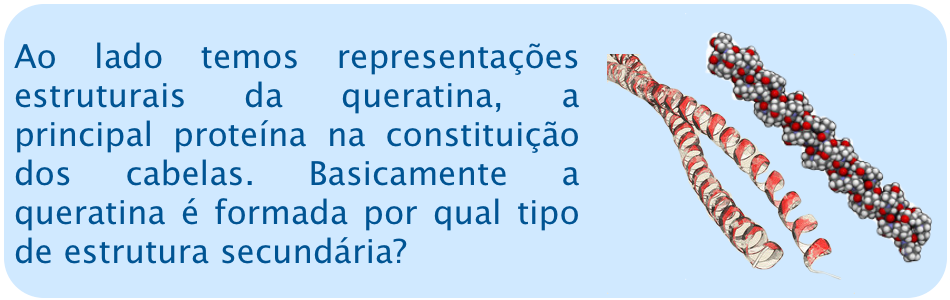 Ao lado temos representações
estruturais da queratina, a
principal proteína na constituição
dos cabelas. Basicamente a
queratina é formada por qual tipo
de estrutura secundária?